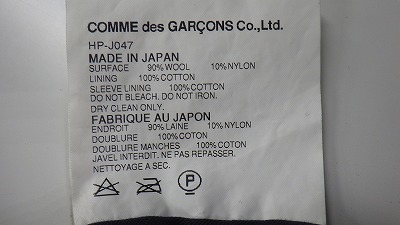 COMME des GARÇONS Co.,Ltd.
HP-J047
MADE IN JAPAN
SURFACE 90% WOOL 10% NYLON
LINING 100% COTTON
SLEEVE LINING 100% COTTON
DO NOT BLEACH. DO NOT IRON.
DRY CLEAN ONLY.
FABRIQUE AU JAPON
ENDROIT 90% LAINE 10% NYLON
DOUBLURE 100% COTON
DOUBLURE MANCHES 100% COTON
JAVEL INTERDIT. NE PAS REPASSER.
NETTOYAGE A SEC.
P